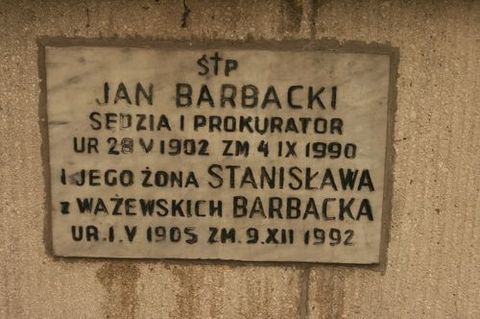 Ś†P
JAN BARBACKI
SĘDZIA I PROKURATOR
UR 28 V 1902 ZM 4 IX 1990
I JEGO ŻONA STANISŁAWA
z WAŻEWSKICH BARBACKA
UR. 1. V 1905 ZM. 9. XII 1992